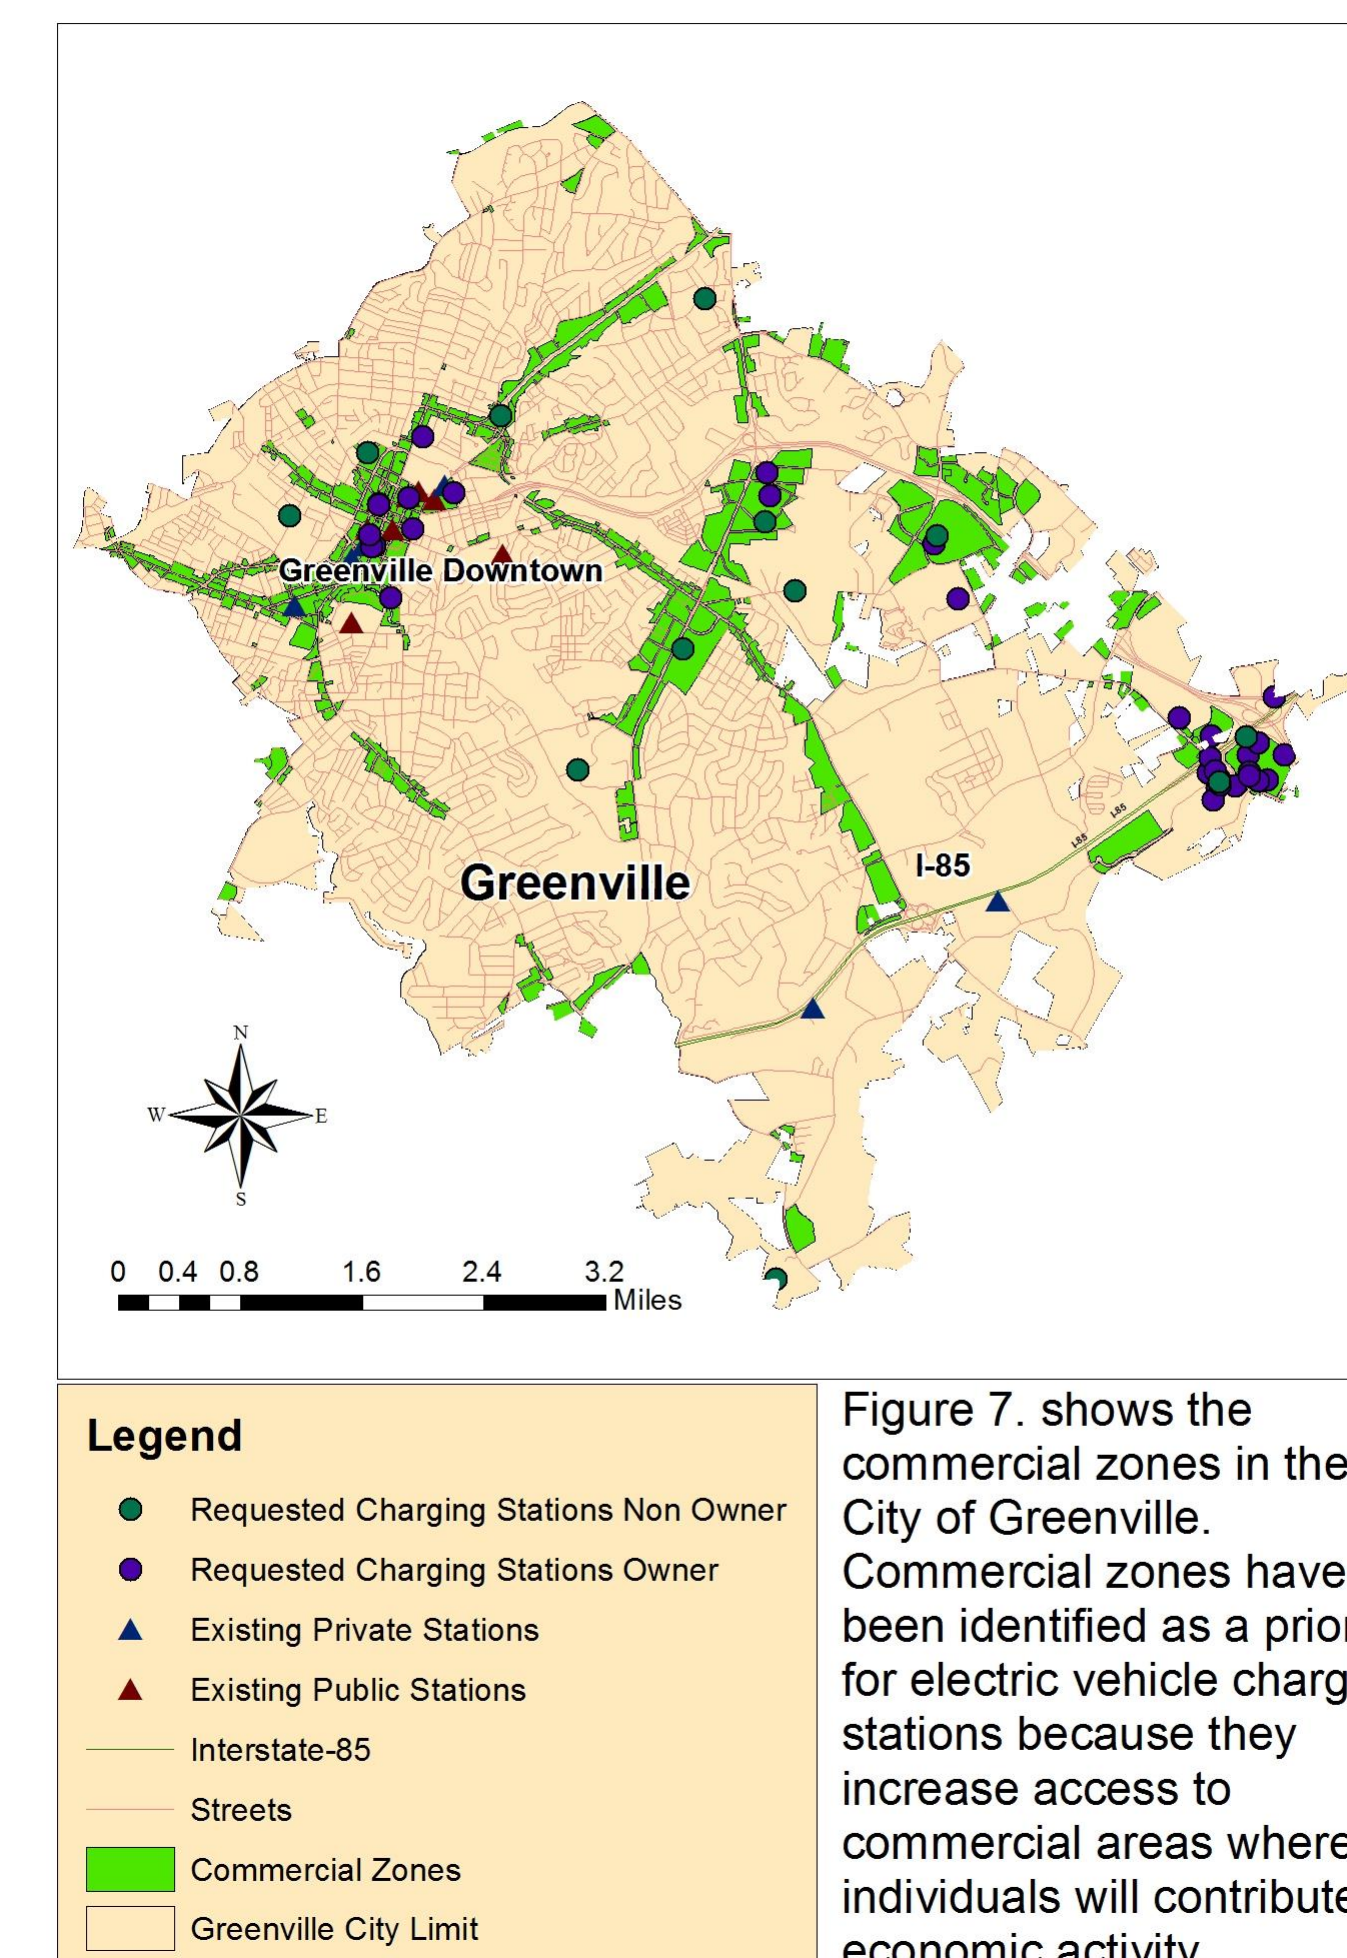 Greenville Downtown
I-85
I-85
I-85
Greenville
N
W
E
S
0 0.4 0.8 1.6 2.4 3.2
Miles
Legend
Requested Charging Stations Non Owner
Requested Charging Stations Owner
Existing Private Stations
Existing Public Stations
Interstate-85
Streets
Commercial Zones
Greenville City Limit
Figure 7. shows the
commercial zones in the
City of Greenville.
Commercial zones have
been identified as a prior
for electric vehicle charg
stations because they
increase access to
commercial areas where
individuals will contribute
economic activity